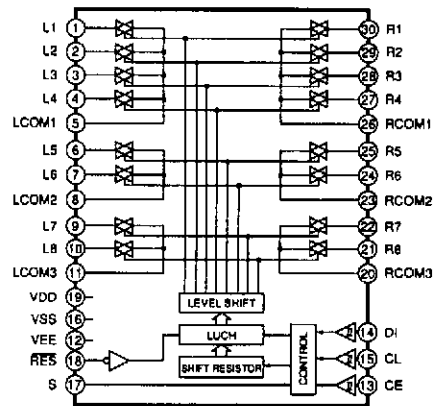 L1 1 30 R1
L2 2 29 R2
L3 3 28 R3
L4 4 27 R4
LCOM1 5 26 RCOM1
L5 6 25 R5
L6 7 24 R6
LCOM2 8 23 RCOM2
L7 9 22 R7
L8 10 21 R8
LCOM3 11 20 RCOM3
VDD 19 LEVEL SHIFT
VSS 16
VEE 12 LUCH CONTROL 14 DI
RES 18 SHIFT RESISTOR 15 CL
S 17 13 CE